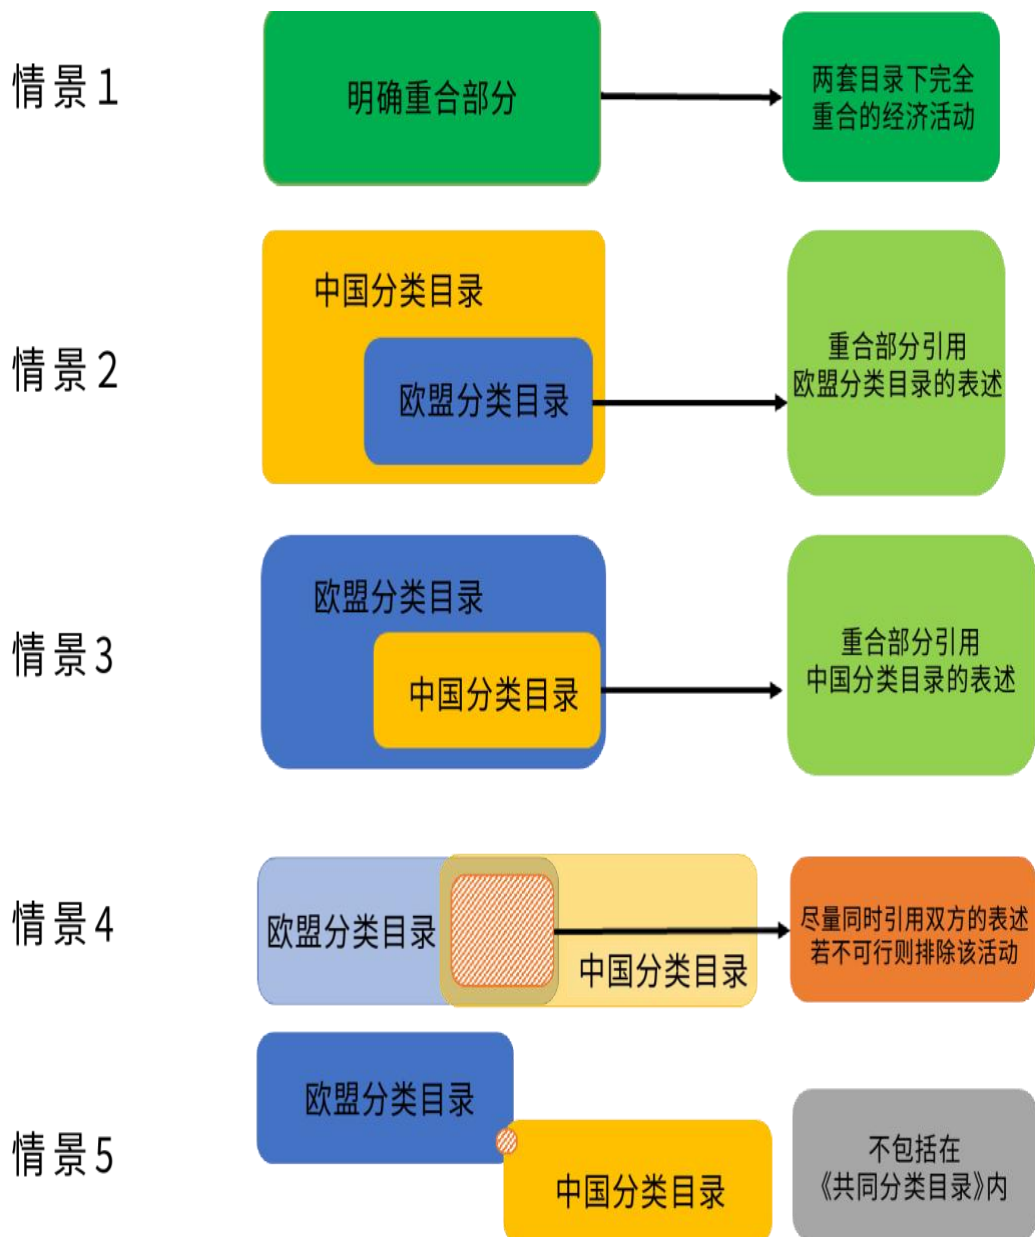 情景1
明确重合部分
两套目录下完全
重合的经济活动
情景2
中国分类目录
欧盟分类目录
重合部分引用
欧盟分类目录的表述
情景3
欧盟分类目录
中国分类目录
重合部分引用
中国分类目录的表述
情景4
欧盟分类目录
中国分类目录
尽量同时引用双方的表述
若不可行则排除该活动
情景5
欧盟分类目录
中国分类目录
不包括在
《共同分类目录》内